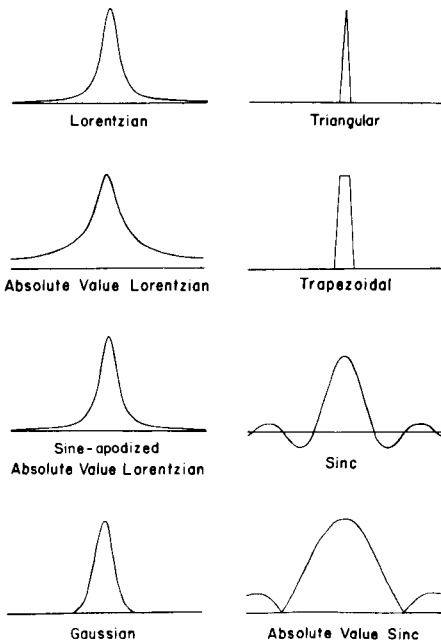 Lorentzian
Triangular
Absolute Value Lorentzian
Trapezoidal
Sine-apodized
Absolute Value Lorentzian
Sinc
Gaussian
Absolute Value Sinc